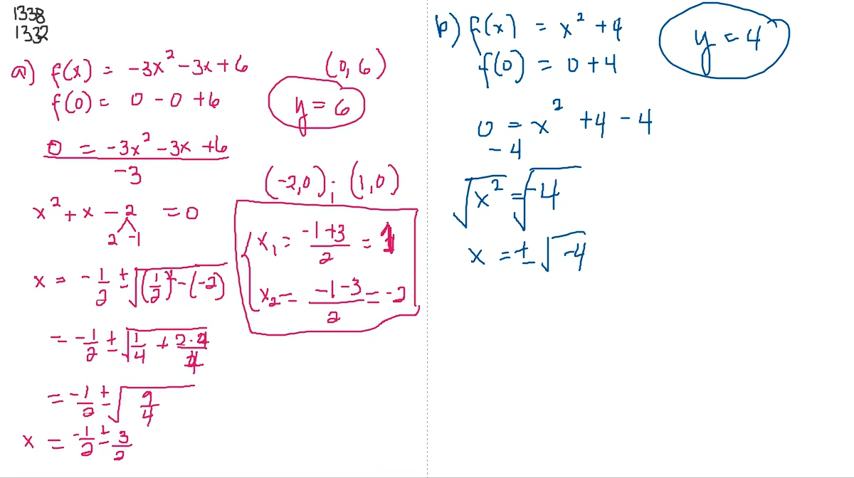 1338
1332
a) f(x) = -3x² -3x +6
(0, 6)
f(0) = 0 - 0 +6
y = 6
0 = -3x² -3x +6
-3
(-2,0) ; (1,0)
x² + x - 2 = 0
2 -1
x₁ = (-1+3)/2 = 1
x₂ = (-1-3)/2 = -2
x = -1/2 ± √((1/2)² - (-2))
= -1/2 ± √(1/4 + 2·4/4)
= -1/2 ± √(9/4)
x = -1/2 ± 3/2
b) f(x) = x² +4
y = 4
f(0) = 0 +4
0 = x² +4 - 4
-4
√x² = √-4
x = ± √-4